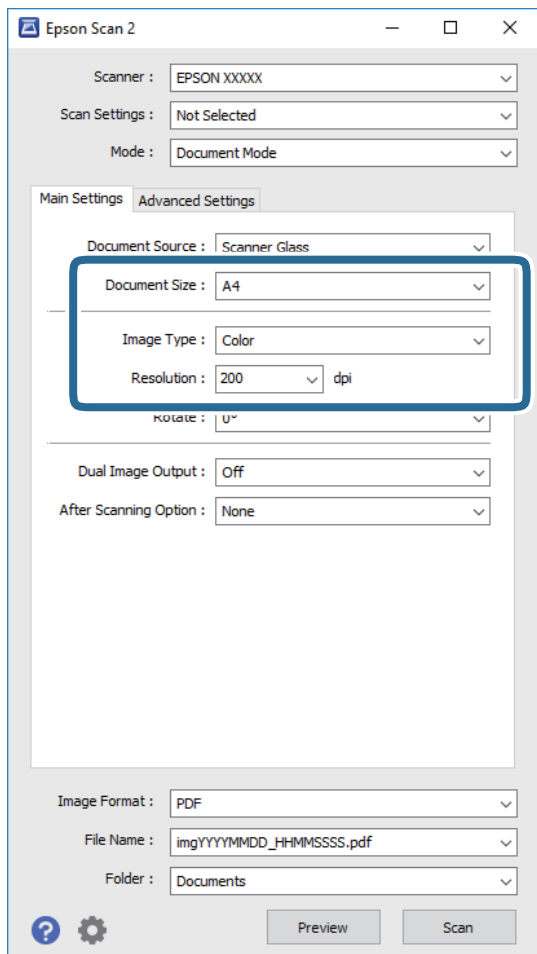 Epson Scan 2
Scanner : EPSON XXXXX
Scan Settings : Not Selected
Mode : Document Mode
Main Settings Advanced Settings
Document Source : Scanner Glass
Document Size : A4
Image Type : Color
Resolution : 200 dpi
Rotate : 0°
Dual Image Output : Off
After Scanning Option : None
Image Format : PDF
File Name : imgYYYYMMDD_HHMMSSSS.pdf
Folder : Documents
? Preview Scan